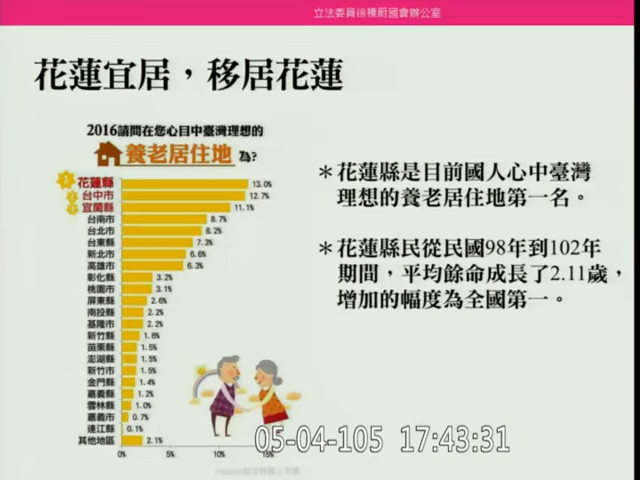 立法委員徐榛蔚國會辦公室
花蓮宜居，移居花蓮
2016請問在您心目中臺灣理想的
養老居住地 為?
1 花蓮縣 13.0%
2 台中市 12.7%
3 宜蘭縣 11.1%
台南市 8.7%
台北市 8.2%
台東縣 7.3%
新北市 6.6%
高雄市 6.3%
彰化縣 3.2%
桃園市 3.1%
屏東縣 2.6%
南投縣 2.2%
基隆市 2.2%
新竹縣 1.8%
苗栗縣 1.5%
澎湖縣 1.5%
新竹市 1.5%
金門縣 1.4%
嘉義縣 1.2%
雲林縣 1.0%
嘉義市 0.7%
連江縣 0.1%
其他地區 2.1%
0% 5% 10% 15%
＊花蓮縣是目前國人心中臺灣
理想的養老居住地第一名。
＊花蓮縣民從民國98年到102年
期間，平均餘命成長了2.11歲，
增加的幅度為全國第一。
05-04-105 17:43:31